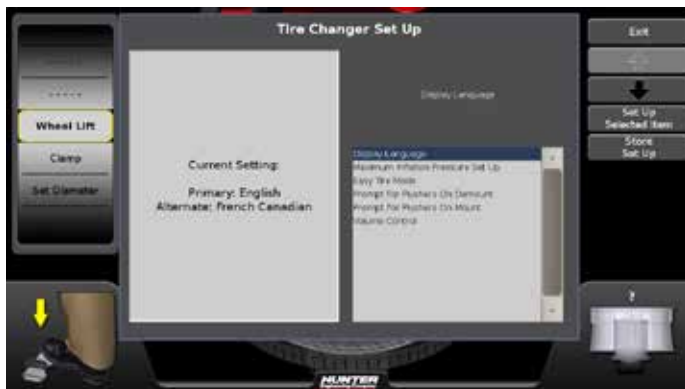 Tire Changer Set Up
Exit
Display Language
Set Up
Selected Item
Store
Set Up
Wheel Lift
Clamp
Set Diameter
Current Setting:
Primary: English
Alternate: French Canadian
Display Language
Maximum Inflation Pressure Set Up
Easy Tire Mode
Prompt For Pushers On Demount
Prompt For Pushers On Mount
Volume Control
?
HUNTER